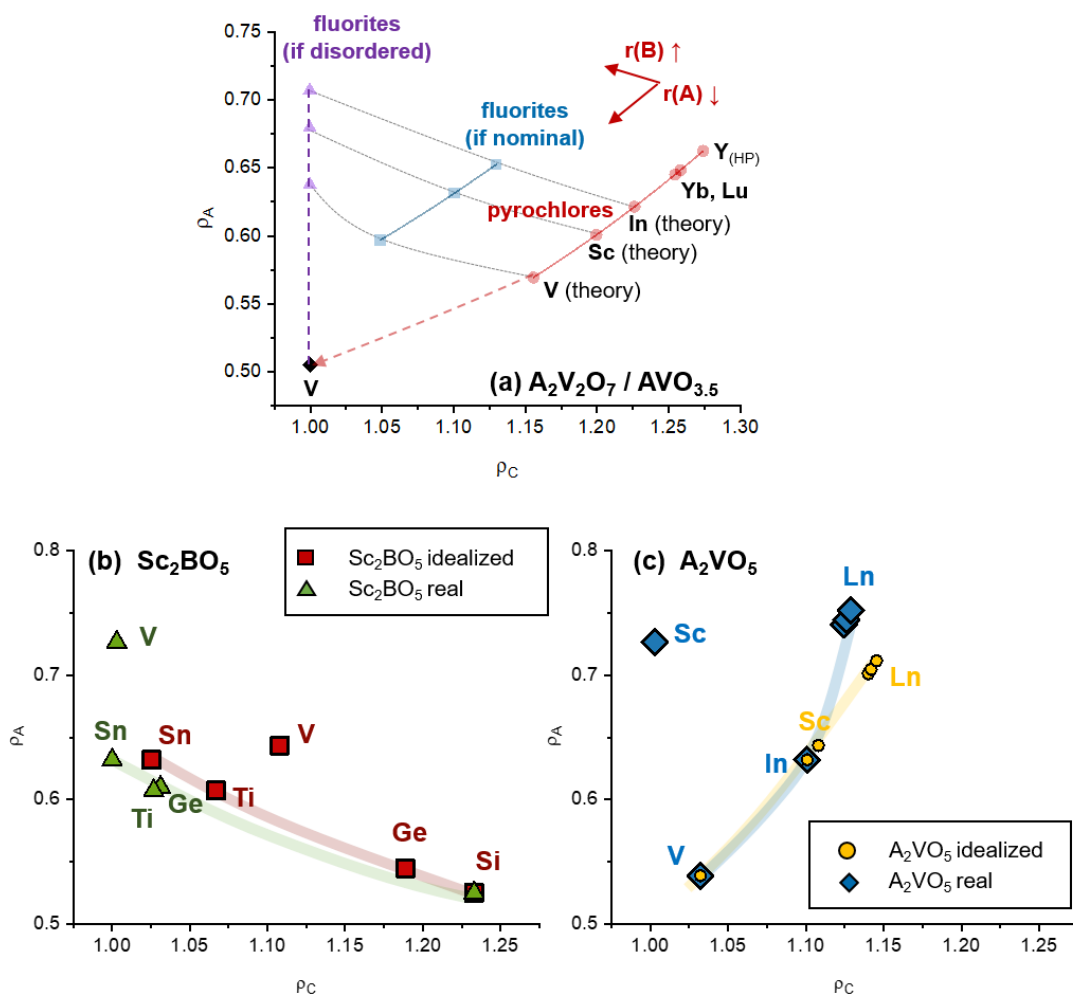 fluorites
(if disordered)
r(B) ↑
r(A) ↓
fluorites
(if nominal)
pyrochlores
Y(HP)
Yb, Lu
In (theory)
Sc (theory)
V (theory)
V
(a) A2V2O7 / AVO3.5
0.75
0.70
0.65
0.60
0.55
0.50
ρA
1.00
1.05
1.10
1.15
1.20
1.25
1.30
ρC
(b) Sc2BO5
Sc2BO5 idealized
Sc2BO5 real
V
Sn
Sn
V
Ti
Ge
Ti
Ge
Si
0.8
0.7
0.6
0.5
ρA
1.00
1.05
1.10
1.15
1.20
1.25
ρC
(c) A2VO5
Ln
Sc
Ln
Sc
In
V
A2VO5 idealized
A2VO5 real
0.8
0.7
0.6
0.5
ρA
1.00
1.05
1.10
1.15
1.20
1.25
ρC